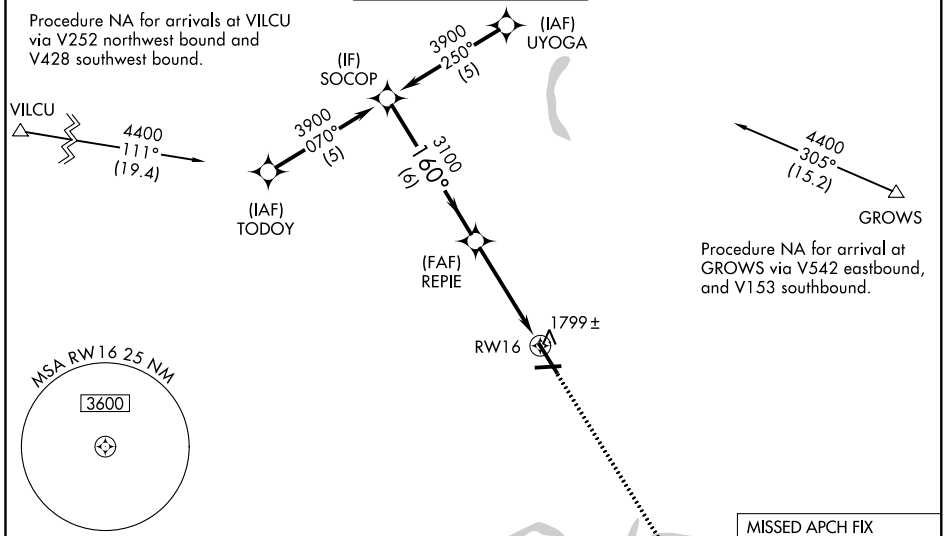 Procedure NA for arrivals at VILCU
via V252 northwest bound and
V428 southwest bound.
(IAF)
UYOGA
3900
250°
(5)
(IF)
SOCOP
VILCU
4400
111°
(19.4)
3900
070°
(5)
(IAF)
TODOY
3100
160°
(6)
4400
305°
(15.2)
GROWS
(FAF)
REPIE
Procedure NA for arrival at
GROWS via V542 eastbound,
and V153 southbound.
1799±
RW16
MSA RW16 25 NM
3600
MISSED APCH FIX